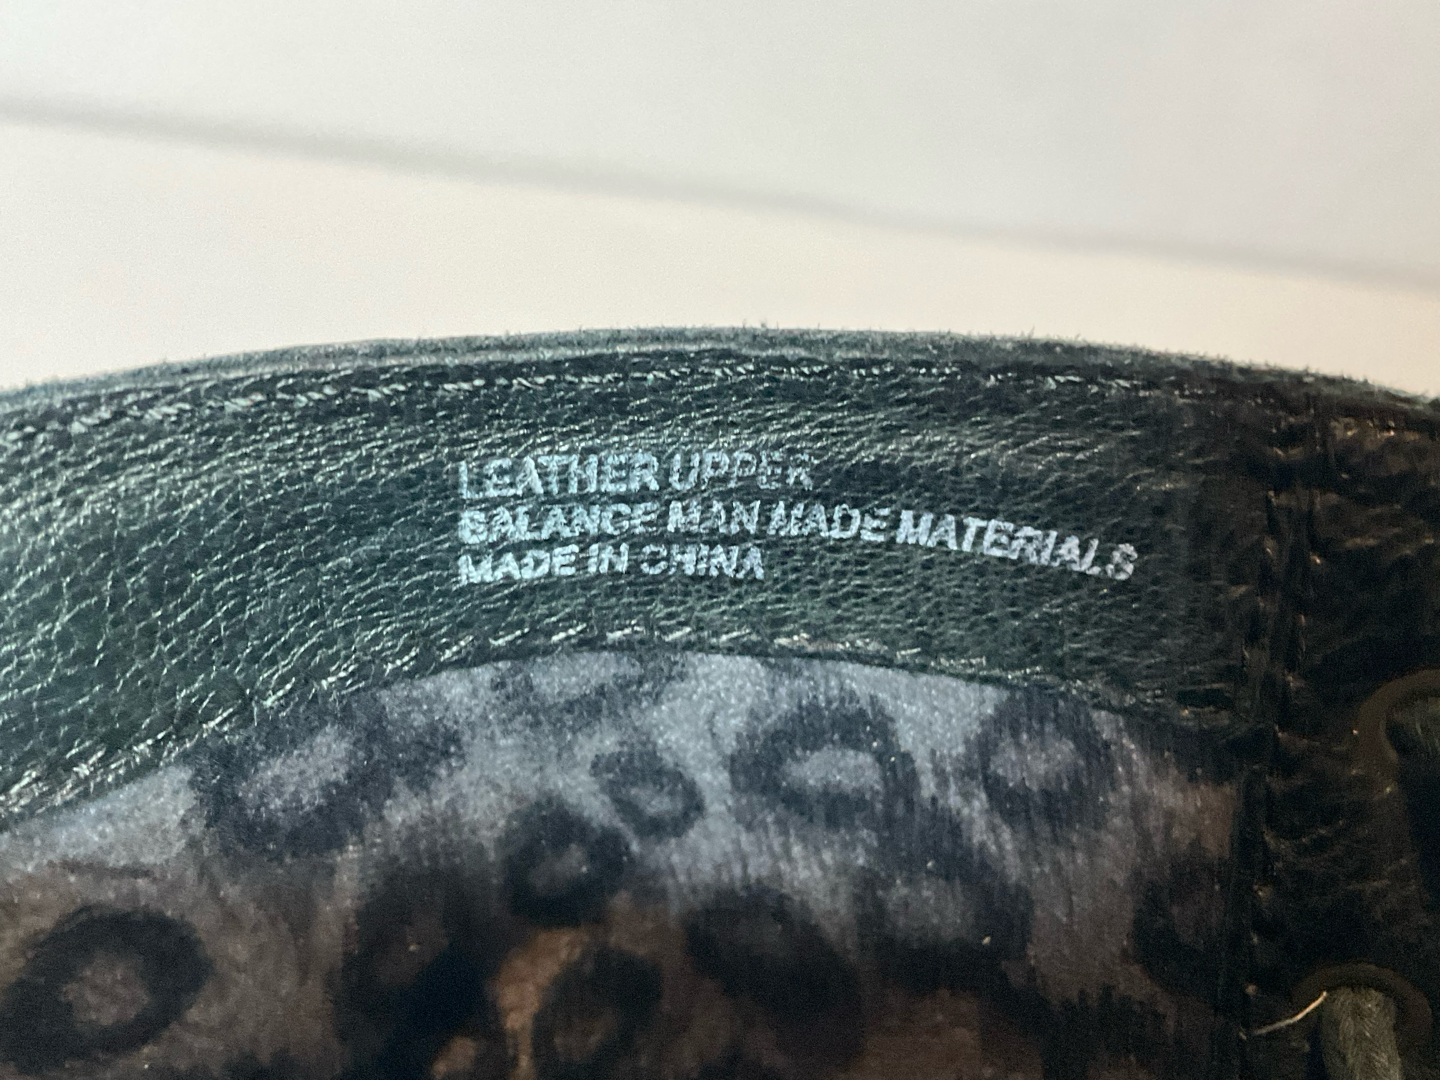 LEATHER UPPER
BALANCE MAN MADE MATERIALS
MADE IN CHINA